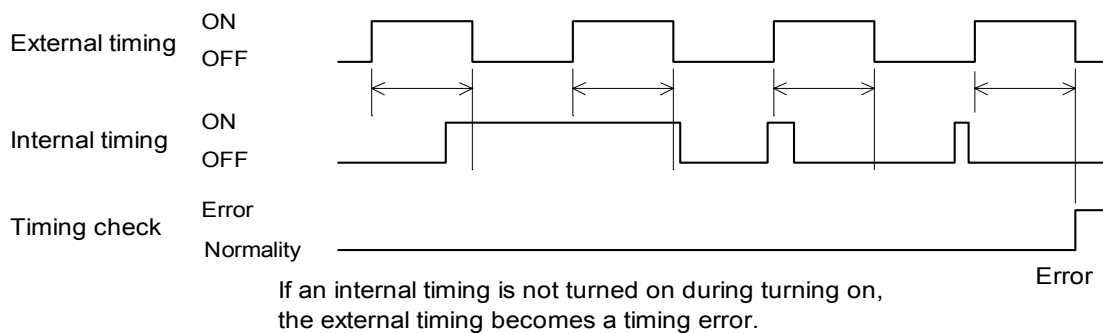 ON
External timing
OFF
ON
Internal timing
OFF
Error
Timing check
Normality
Error
If an internal timing is not turned on during turning on,
the external timing becomes a timing error.